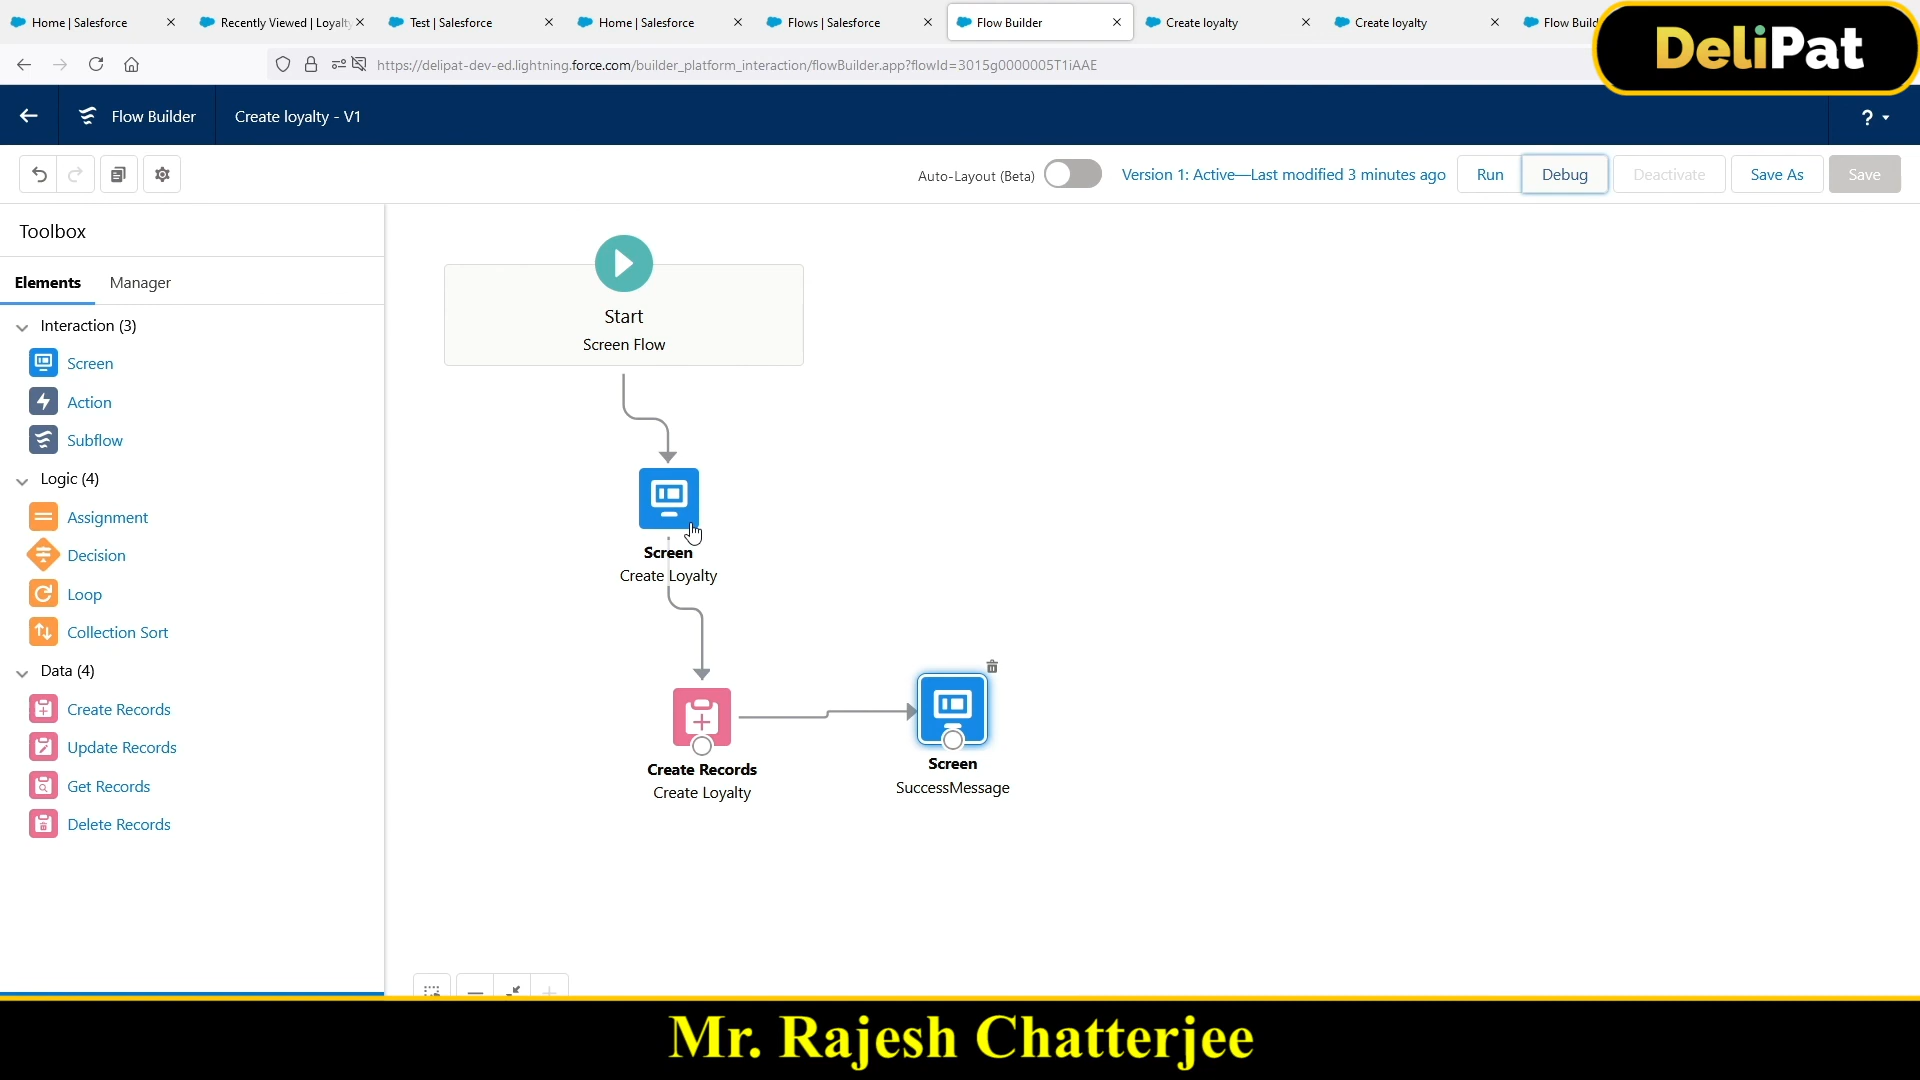 Home | Salesforce
Recently Viewed | Loyalty
Test | Salesforce
Home | Salesforce
Flows | Salesforce
Flow Builder
Create loyalty
Create loyalty
DeliPat
https://delipat-dev-ed.lightning.force.com/builder_platform_interaction/flowBuilder.app?flowId=3015g0000005T1iAAE
Flow Builder
Create loyalty - V1
?
Auto-Layout (Beta)
Version 1: Active—Last modified 3 minutes ago
Run
Debug
Deactivate
Save As
Save
Toolbox
Elements
Manager
Interaction (3)
Screen
Action
Subflow
Logic (4)
Assignment
Decision
Loop
Collection Sort
Data (4)
Create Records
Update Records
Get Records
Delete Records
Start
Screen Flow
Screen
Create Loyalty
Create Records
Create Loyalty
Screen
SuccessMessage
Mr. Rajesh Chatterjee